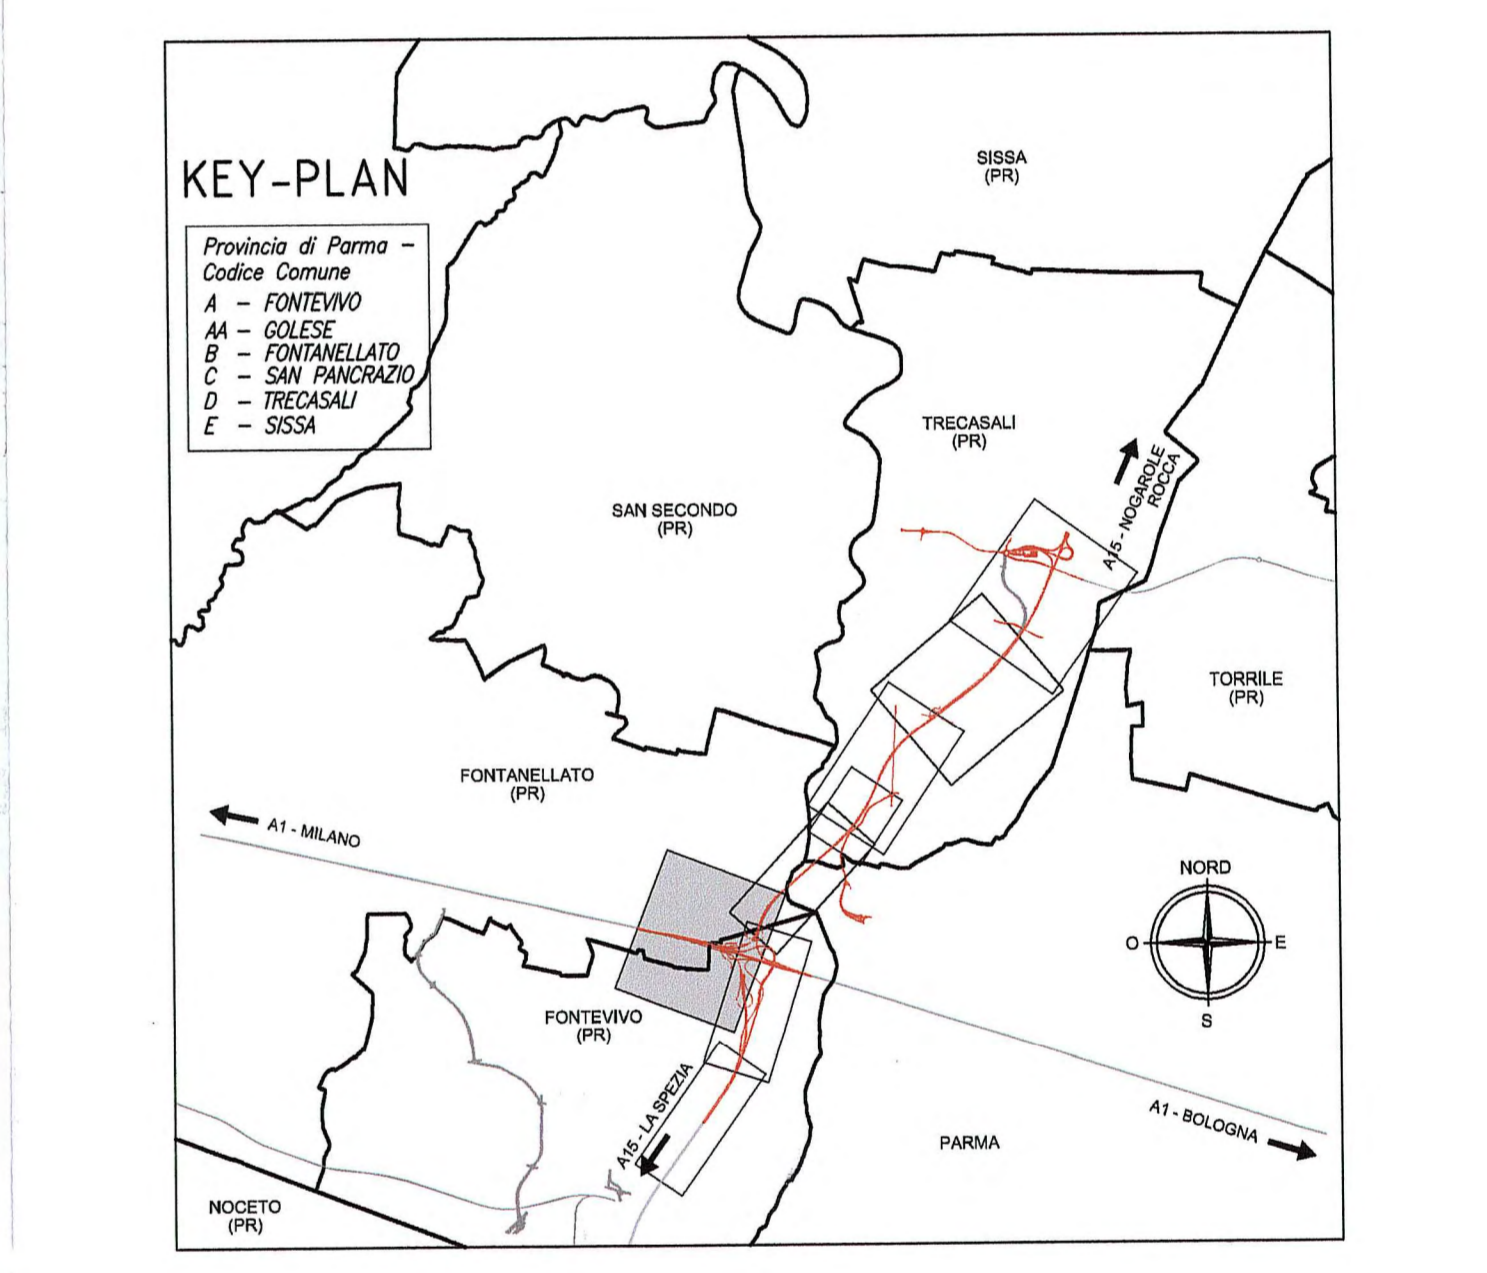 KEY-PLAN
Provincia di Parma -
Codice Comune
A - FONTEVIVO
AA - GOLESE
B - FONTANELLATO
C - SAN PANCRAZIO
D - TRECASALI
E - SISSA
SISSA
(PR)
TRECASALI
(PR)
A15 - NOGAROLE
ROCCA
SAN SECONDO
(PR)
TORRILE
(PR)
FONTANELLATO
(PR)
A1 - MILANO
NORD
O
E
S
FONTEVIVO
(PR)
A15 - LA SPEZIA
A1 - BOLOGNA
PARMA
NOCETO
(PR)